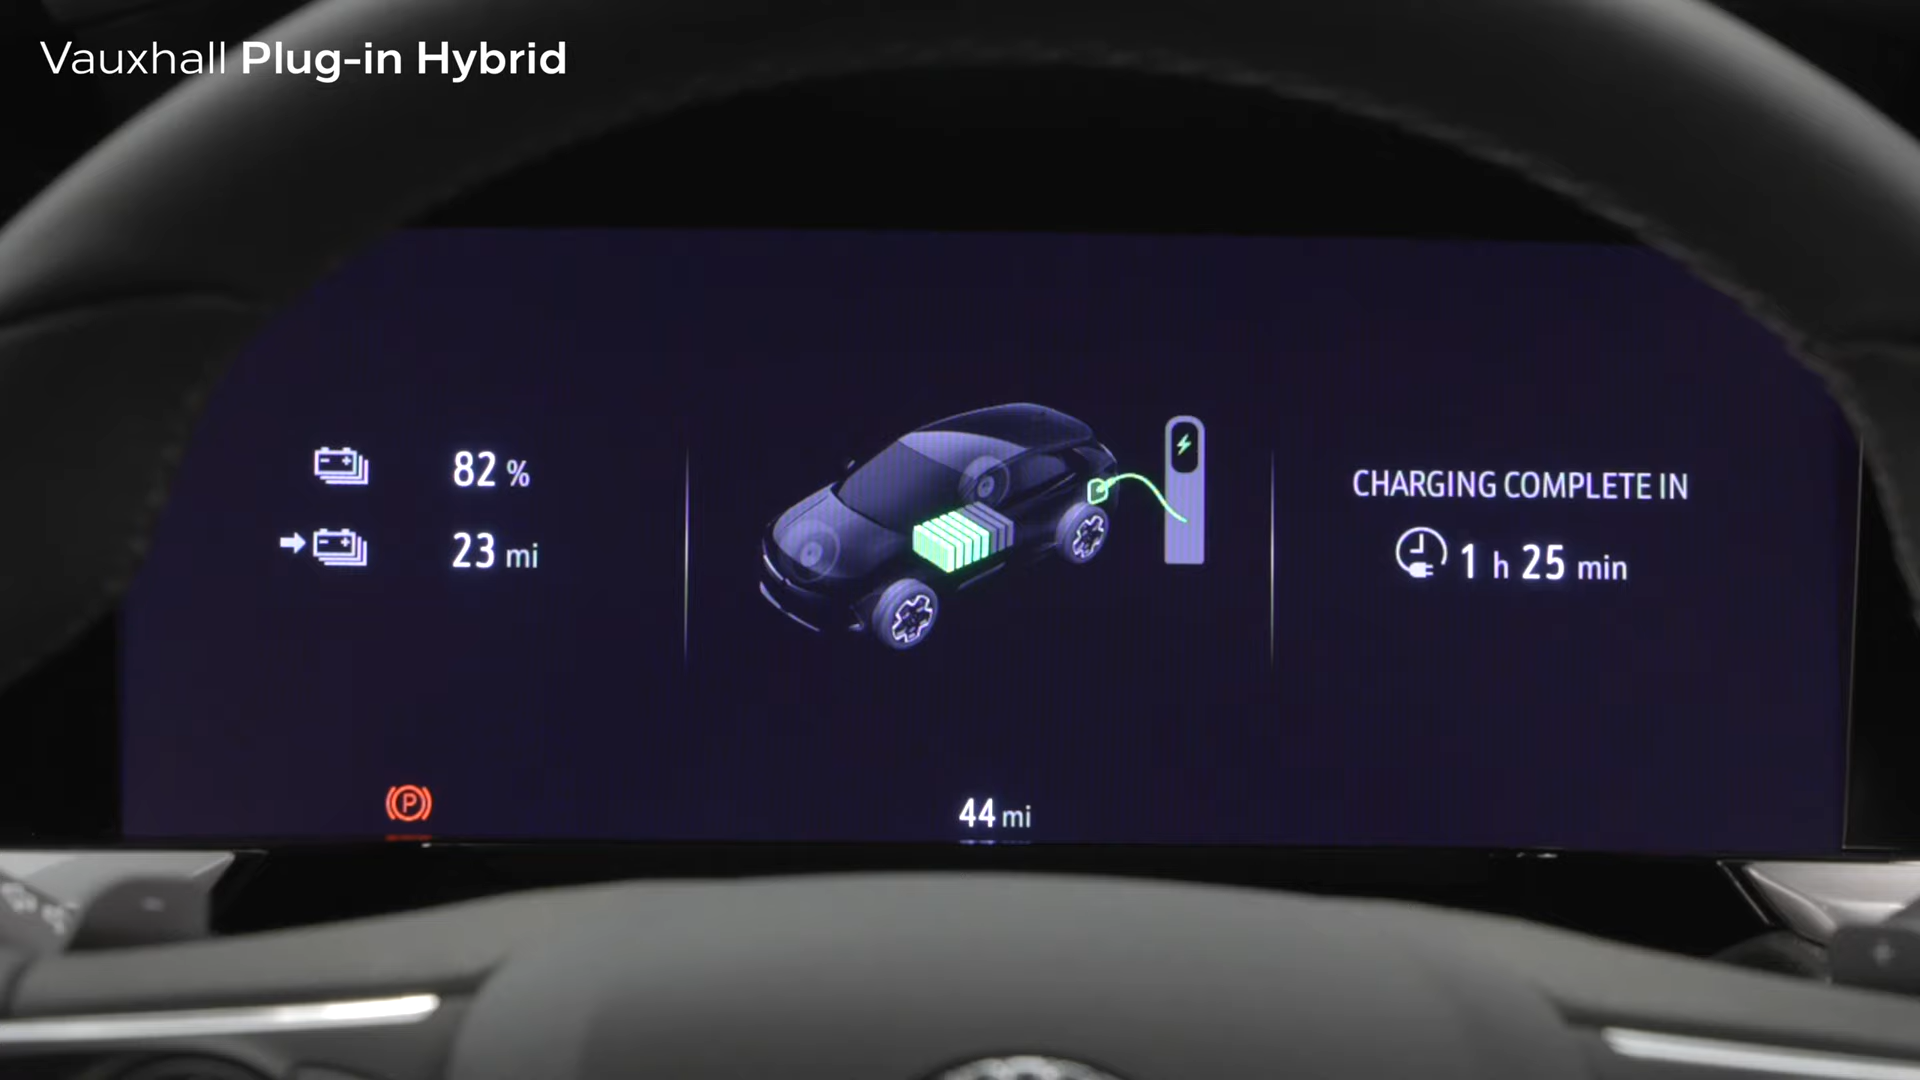 Vauxhall Plug-in Hybrid
82 %
23 mi
CHARGING COMPLETE IN
1 h 25 min
P
44 mi